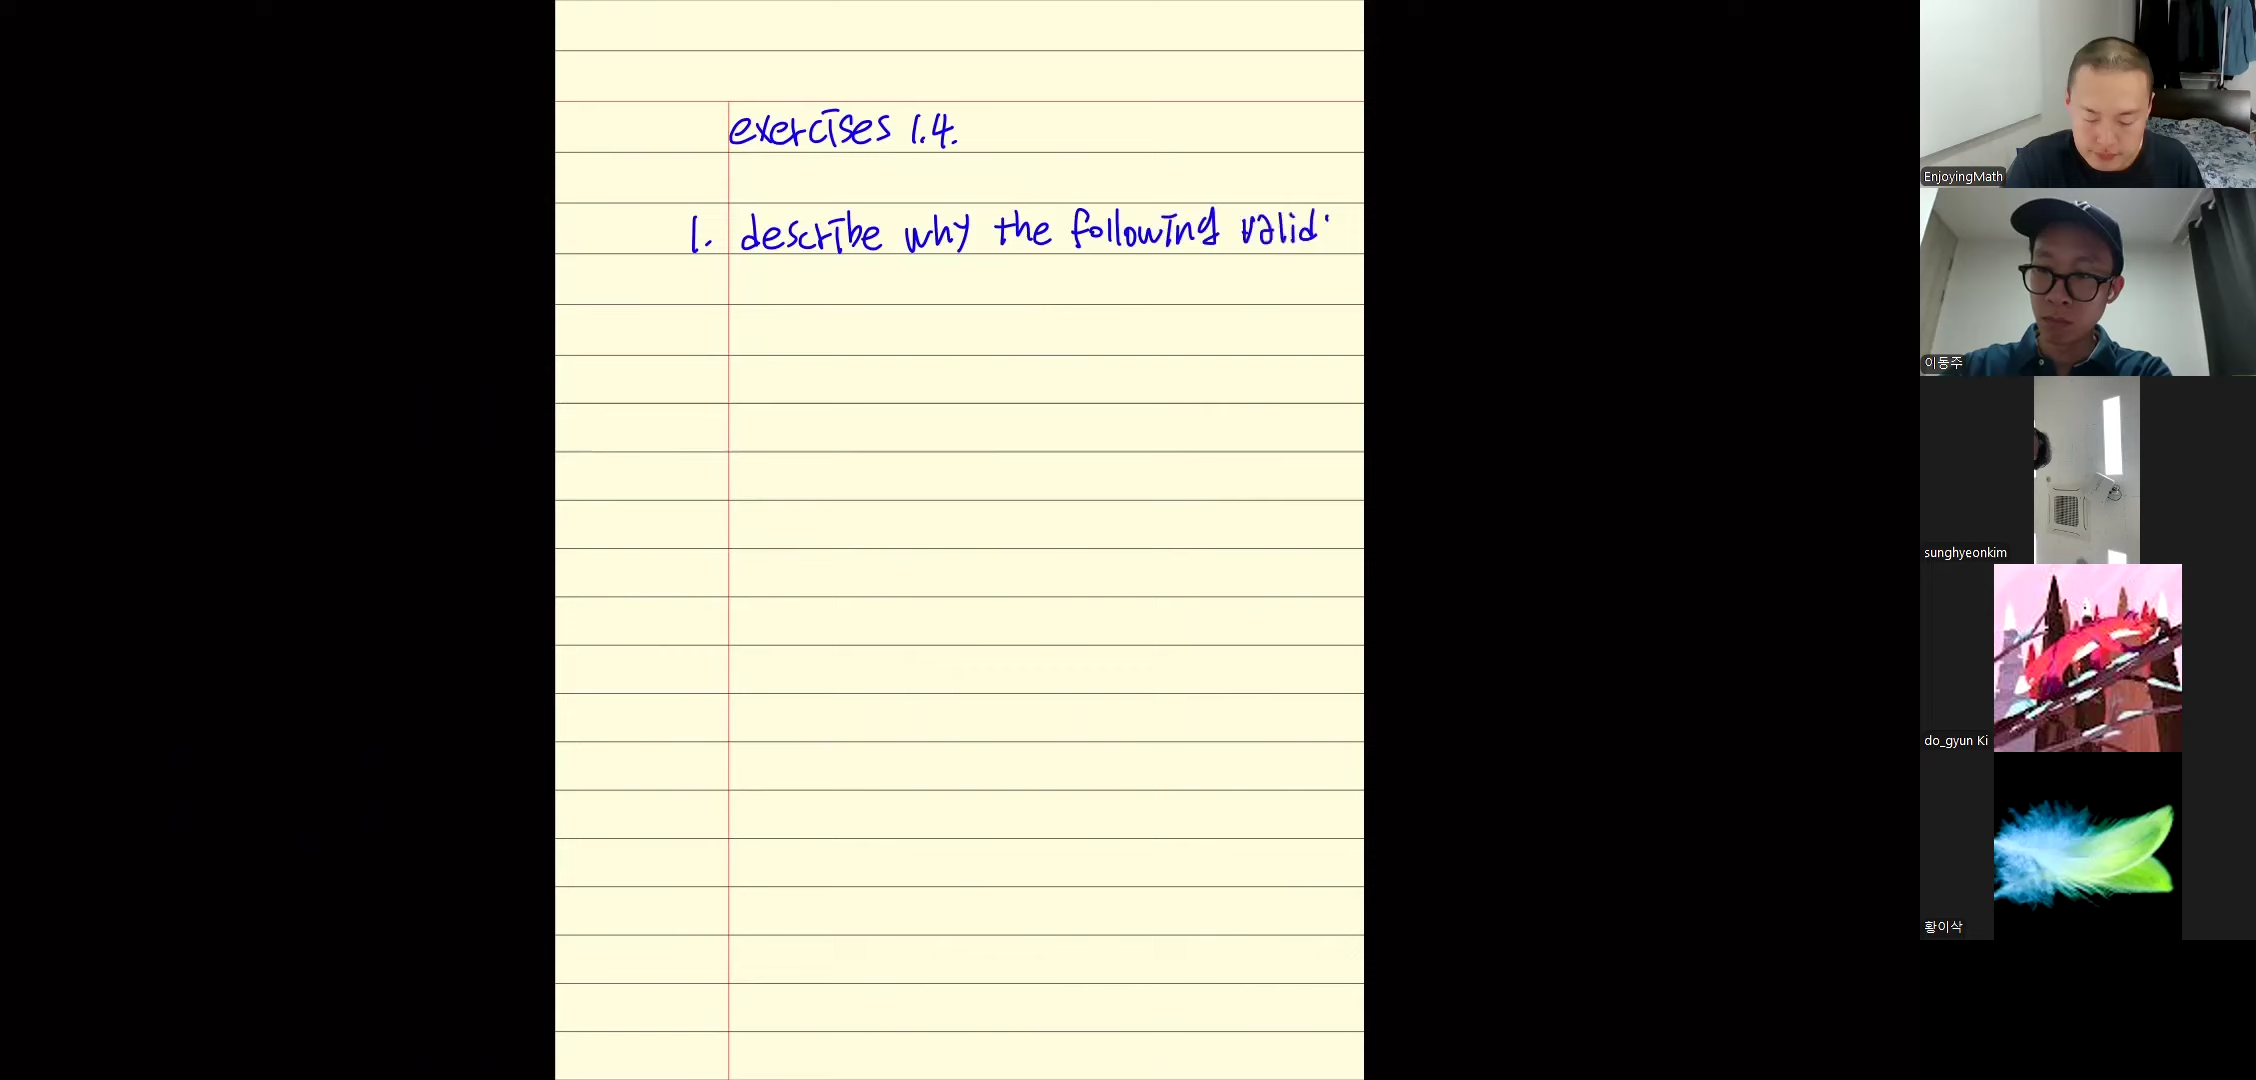 exercises 1.4.
1. describe why the following valid.
EnjoyingMath
이동주
sunghyeonkim
do_gyun Ki
황이삭